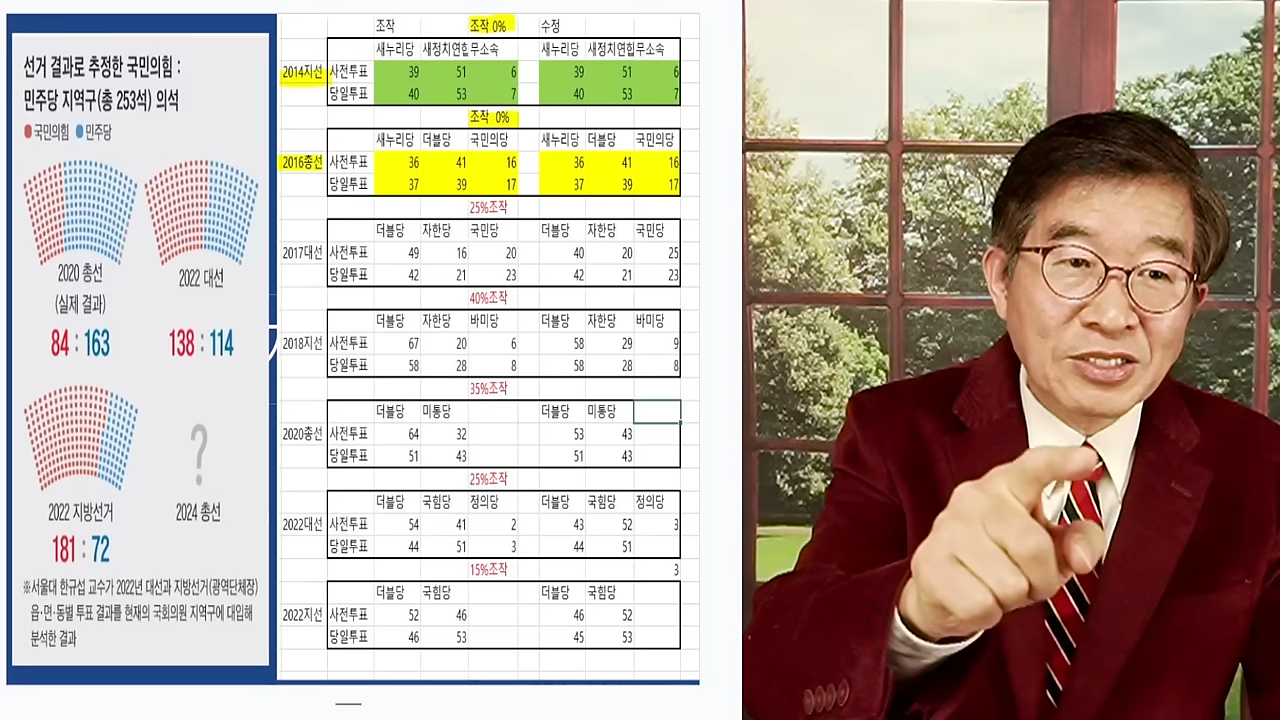 선거 결과로 추정한 국민의힘 :
민주당 지역구(총 253석) 의석
국민의힘 민주당
2020 총선
(실제 결과)
84 : 163
2022 대선
138 : 114
2022 지방선거
181 : 72
?
2024 총선
※서울대 한규섭 교수가 2022년 대선과 지방선거(광역단체장)
읍·면·동별 투표 결과를 현재의 국회의원 지역구에 대입해
분석한 결과
조작 조작 0% 수정
새누리당 새정치연합무소속 새누리당 새정치연합무소속
2014지선 사전투표 39 51 6 39 51 6
당일투표 40 53 7 40 53 7
조작 0%
새누리당 더블당 국민의당 새누리당 더블당 국민의당
2016총선 사전투표 36 41 16 36 41 16
당일투표 37 39 17 37 39 17
25%조작
더블당 자한당 국민당 더블당 자한당 국민당
2017대선 사전투표 49 16 20 40 20 25
당일투표 42 21 23 42 21 23
40%조작
더블당 자한당 바미당 더블당 자한당 바미당
2018지선 사전투표 67 20 6 58 29 9
당일투표 58 28 8 58 28 8
35%조작
더블당 미통당 더블당 미통당
2020총선 사전투표 64 32 53 43
당일투표 51 43 51 43
25%조작
더블당 국힘당 정의당 더블당 국힘당 정의당
2022대선 사전투표 54 41 2 43 52 3
당일투표 44 51 3 44 51
15%조작 3
더블당 국힘당 더블당 국힘당
2022지선 사전투표 52 46 46 52
당일투표 46 53 45 53